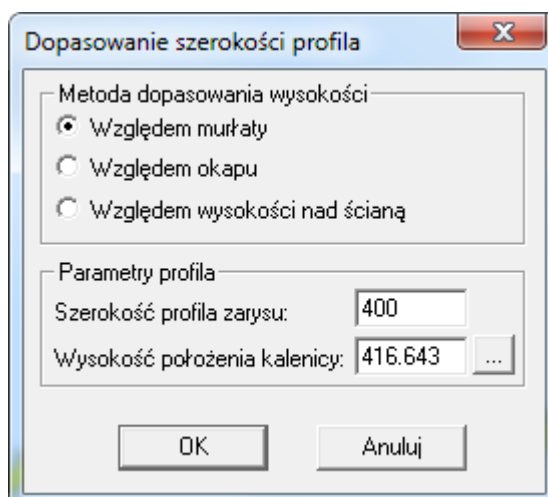 Dopasowanie szerokości profila
Metoda dopasowania wysokości
Względem murłaty
Względem okapu
Względem wysokości nad ścianą
Parametry profila
Szerokość profila zarysu: 400
Wysokość położenia kalenicy: 416.643 ...
OK Anuluj